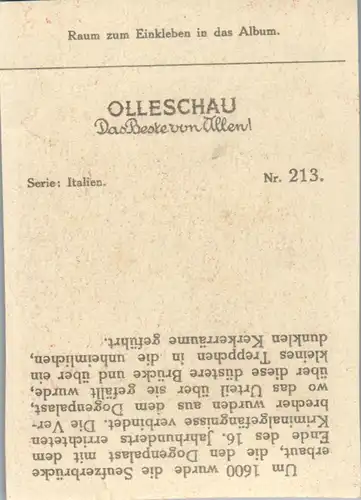 Raum zum Einkleben in das Album.
OLLESCHAU
Das Beste von Allen!
Serie: Italien.
Nr. 213.
Um 1600 wurde die Seufzerbrücke
erbaut, die den Dogenpalast mit dem
Ende des 16. Jahrhunderts errichteten
Kriminalgefängnisse verbindet. Die Ver-
brecher wurden aus dem Dogenpalast,
wo das Urteil über sie gefällt wurde,
über diese düstere Brücke und über ein
kleines Treppchen in die unheimlichen,
dunklen Kerkerräume geführt.